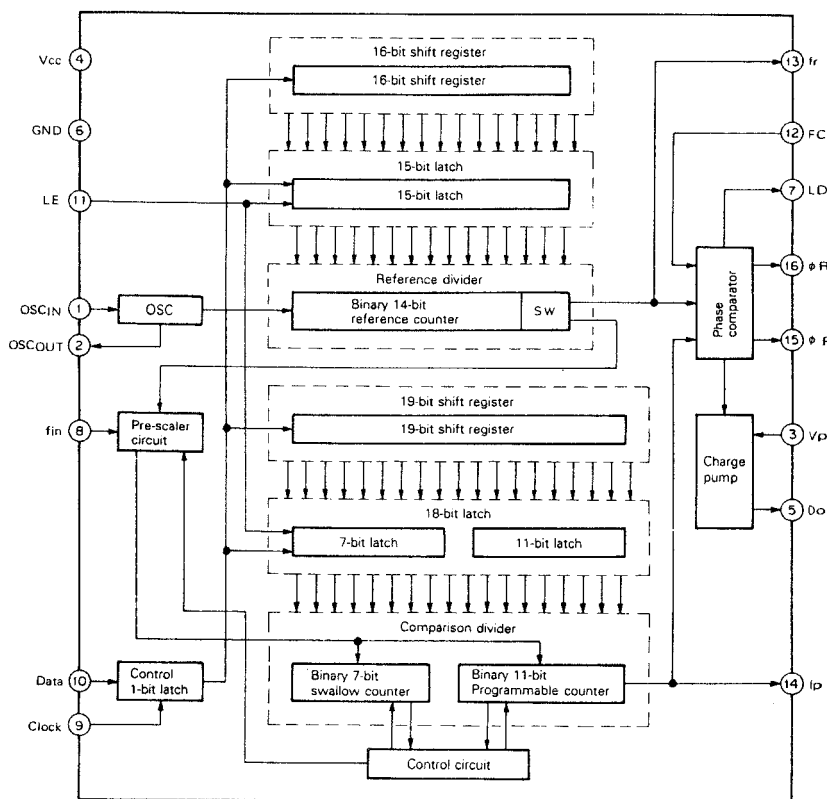 Vcc 4
GND 6
LE 11
OSCIN 1
OSCOUT 2
fin 8
Data 10
Clock 9
16-bit shift register
16-bit shift register
15-bit latch
15-bit latch
Reference divider
OSC
Binary 14-bit
reference counter
SW
Pre-scaler
circuit
19-bit shift register
19-bit shift register
18-bit latch
7-bit latch
11-bit latch
Comparison divider
Control
1-bit latch
Binary 7-bit
swallow counter
Binary 11-bit
Programmable counter
Control circuit
Phase
comparator
Charge
pump
13 fr
12 FC
7 LD
16
15
3 Vp
5 Do
14